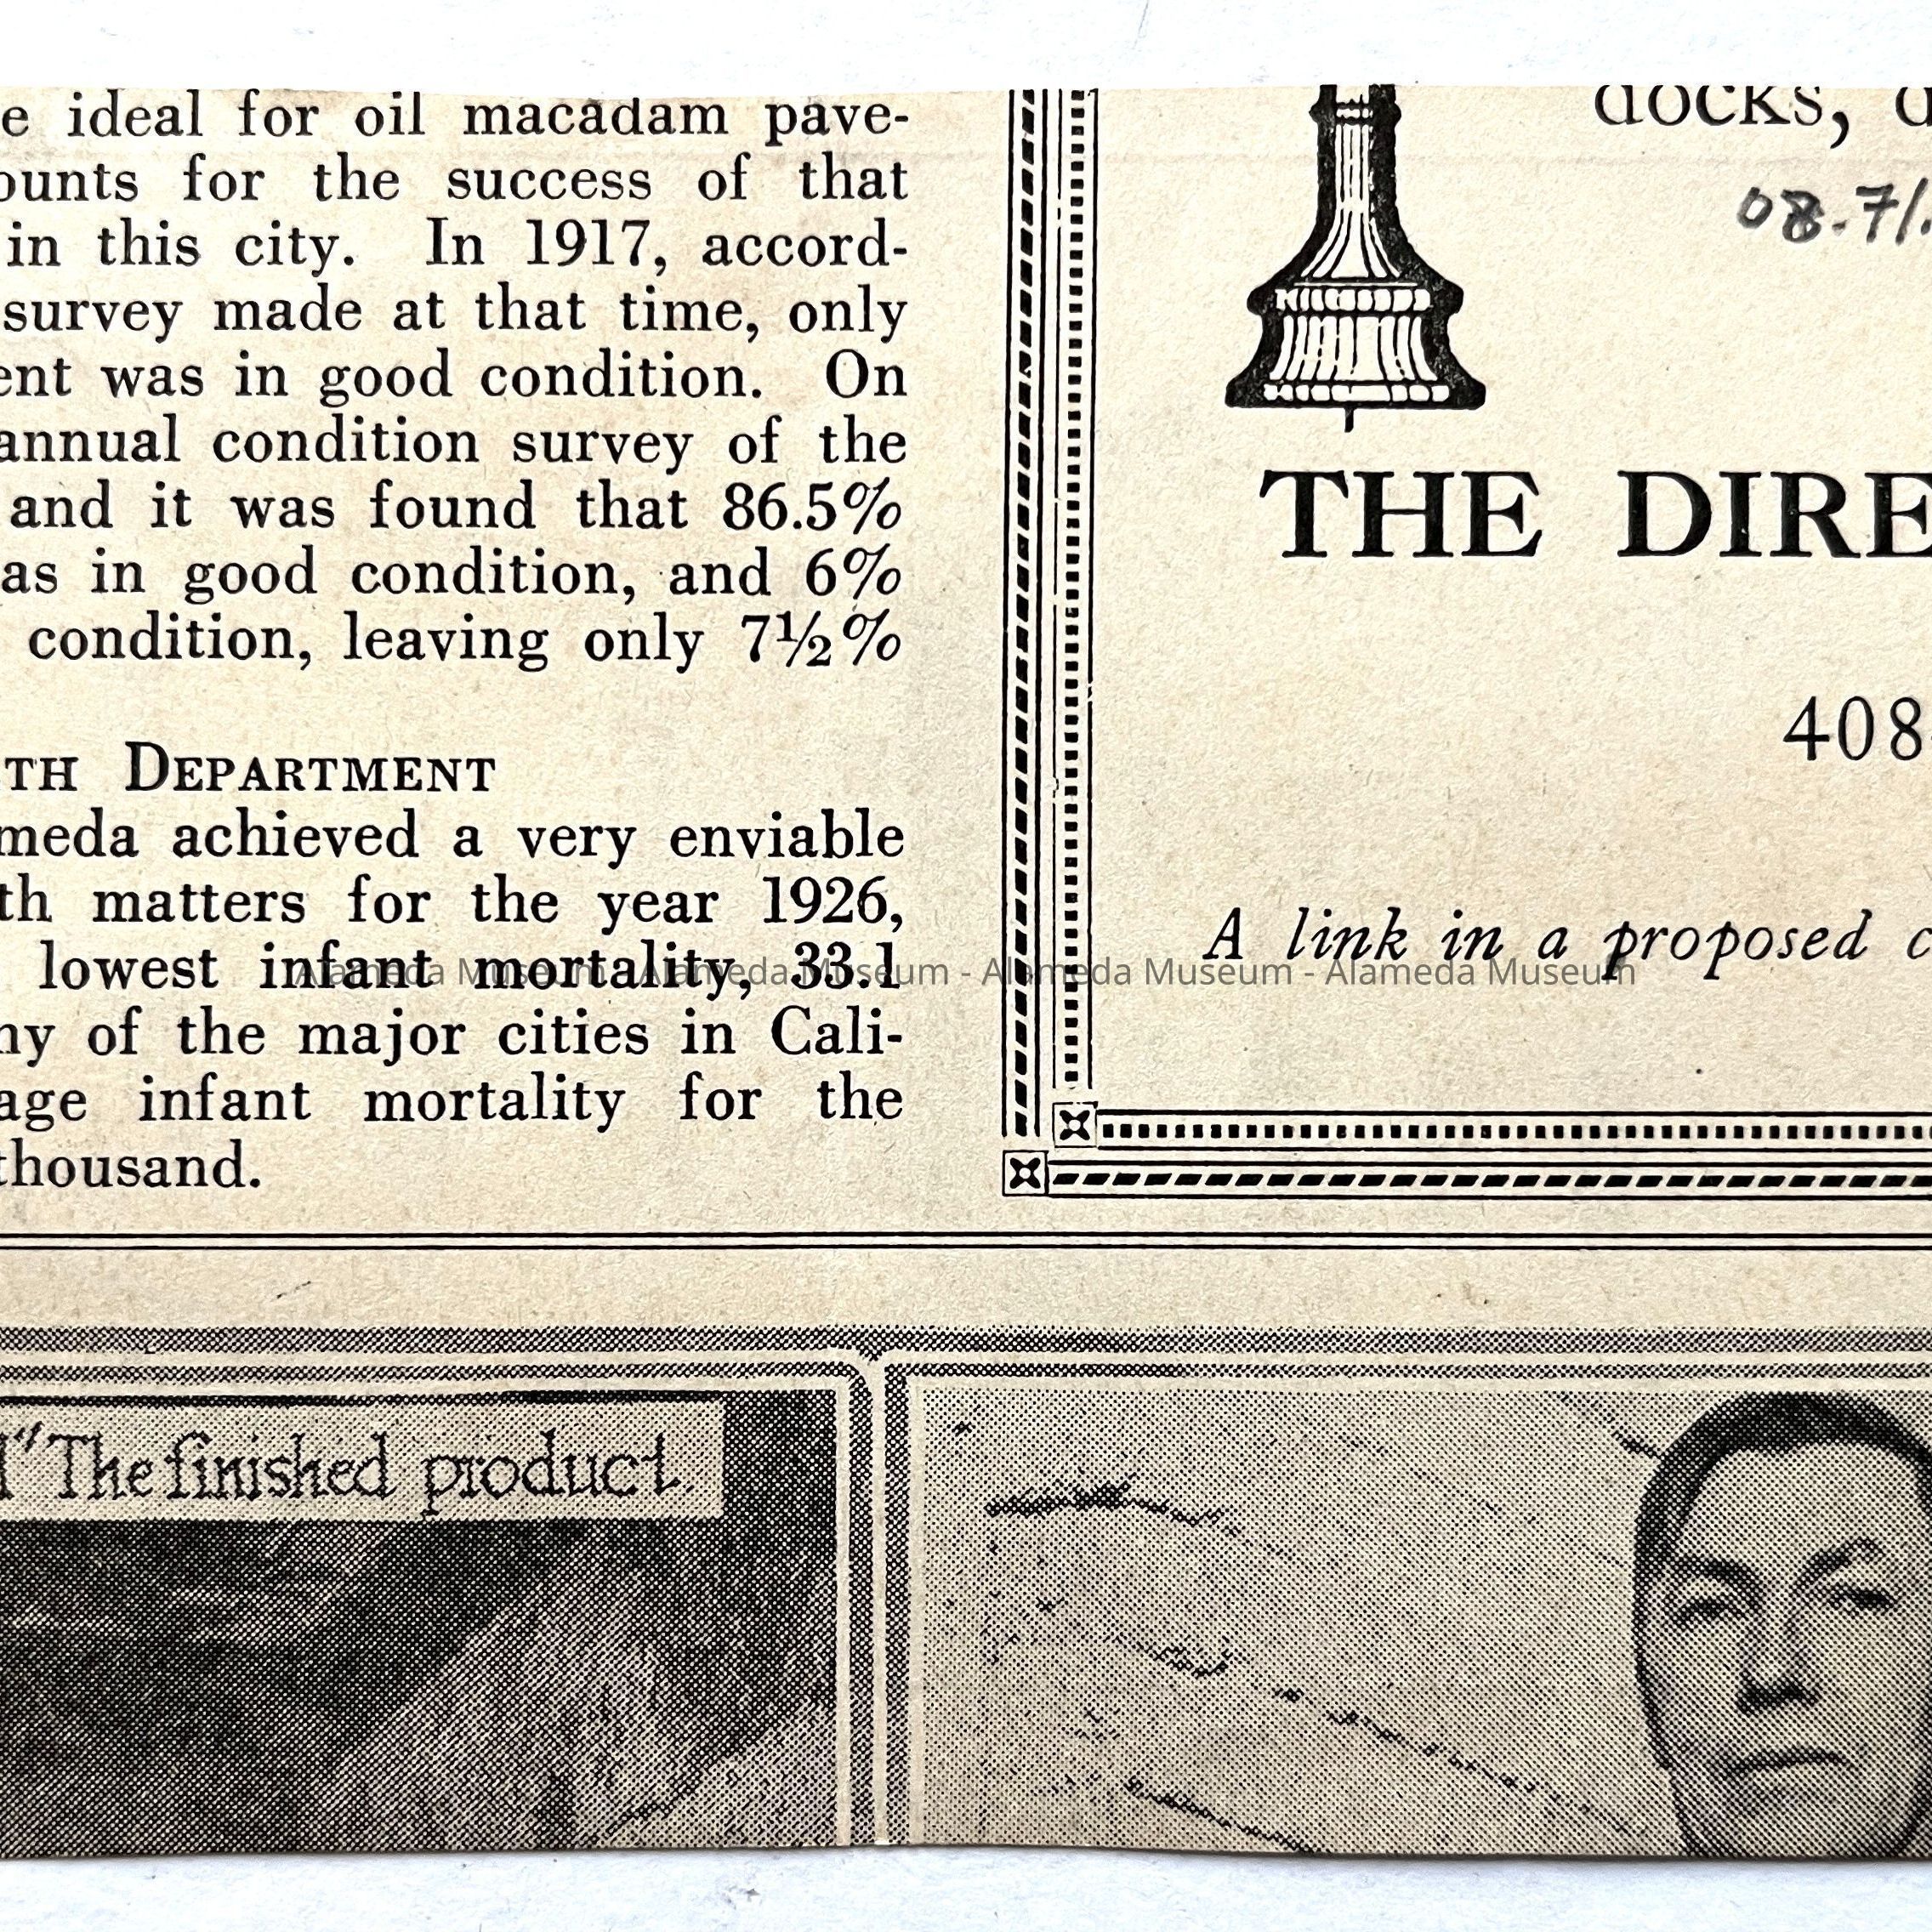 e ideal for oil macadam pave-
ounts for the success of that
in this city. In 1917, accord-
survey made at that time, only
ent was in good condition. On
annual condition survey of the
and it was found that 86.5%
as in good condition, and 6%
condition, leaving only 7½%
TH DEPARTMENT
meda achieved a very enviable
th matters for the year 1926,
lowest infant mortality, 33.1
ny of the major cities in Cali-
age infant mortality for the
thousand.
docks, d
08.71.
THE DIRE
408
A link in a proposed c
Alameda Museum - Alameda Museum - Alameda Museum - Alameda Museum
" The finished product.